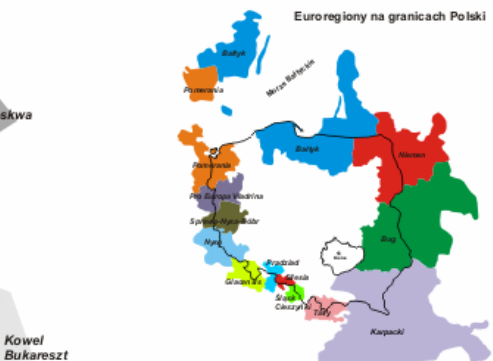 Euroregiony na granicach Polski
Bałtyk
Morze Bałtyckie
Pomerania
skwa
Pomerania
Bałtyk
Niemen
Pro Europa Viadrina
Sprewa-Nysa-Bóbr
Nysa
Bug
Pradziad
Glacensis
Silesia
Śląsk
Cieszyński
Tatry
Karpacki
Kowel
Bukareszt